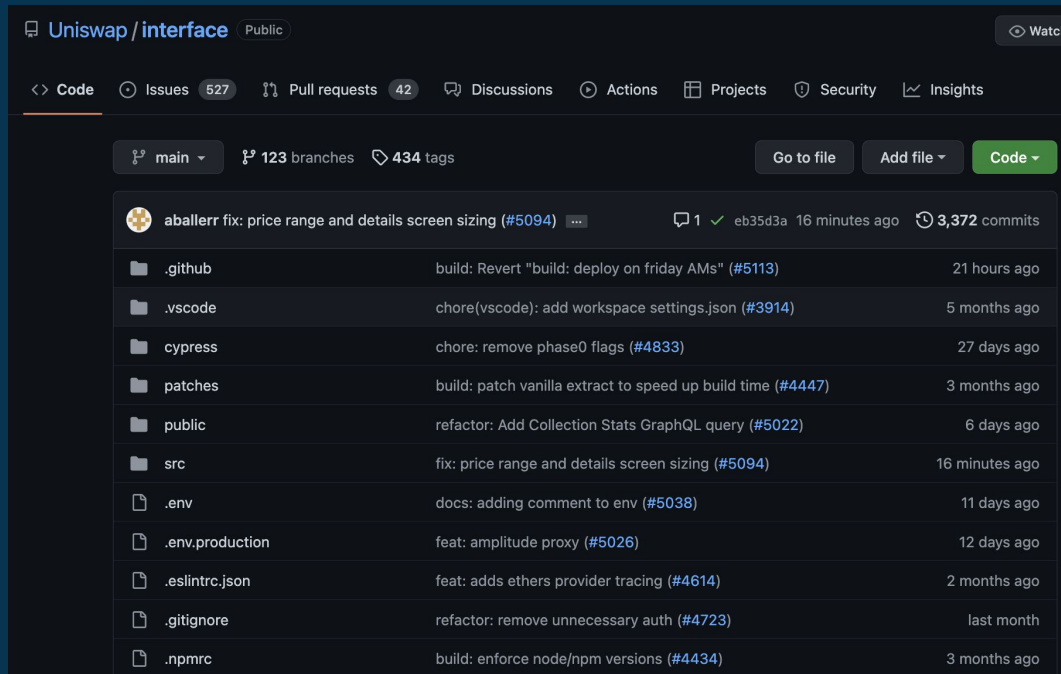 Uniswap / interface Public Watc
Code Issues 527 Pull requests 42 Discussions Actions Projects Security Insights
main 123 branches 434 tags Go to file Add file Code
aballerr fix: price range and details screen sizing (#5094) ... 1 eb35d3a 16 minutes ago 3,372 commits
.github build: Revert "build: deploy on friday AMs" (#5113) 21 hours ago
.vscode chore(vscode): add workspace settings.json (#3914) 5 months ago
cypress chore: remove phase0 flags (#4833) 27 days ago
patches build: patch vanilla extract to speed up build time (#4447) 3 months ago
public refactor: Add Collection Stats GraphQL query (#5022) 6 days ago
src fix: price range and details screen sizing (#5094) 16 minutes ago
.env docs: adding comment to env (#5038) 11 days ago
.env.production feat: amplitude proxy (#5026) 12 days ago
.eslintrc.json feat: adds ethers provider tracing (#4614) 2 months ago
.gitignore refactor: remove unnecessary auth (#4723) last month
.npmrc build: enforce node/npm versions (#4434) 3 months ago